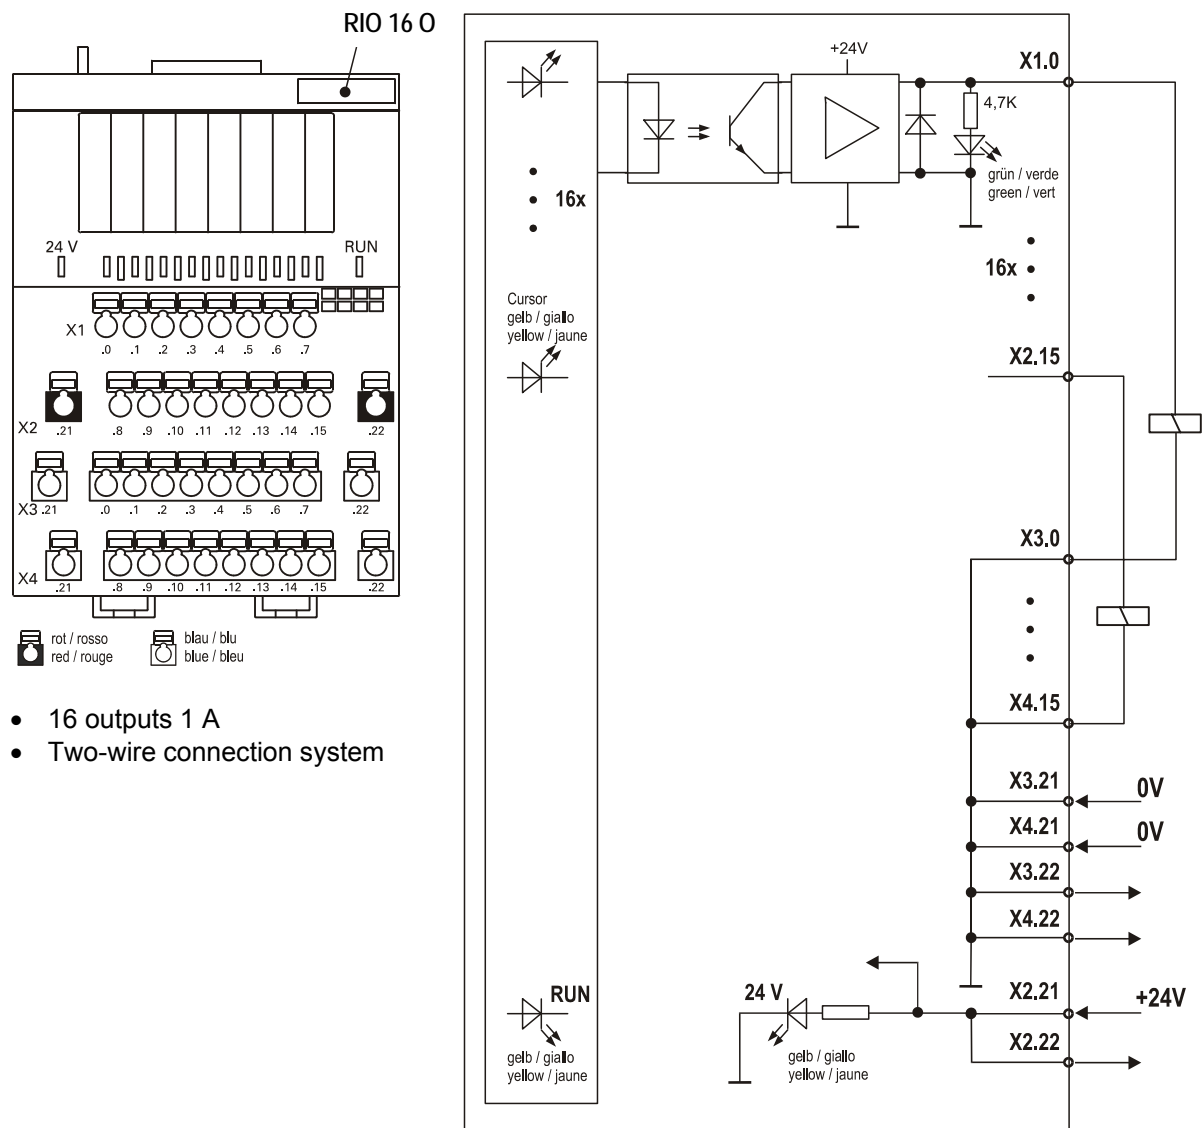 RIO 16 O
24 V
RUN
X1
.0 .1 .2 .3 .4 .5 .6 .7
X2 .21 .8 .9 .10 .11 .12 .13 .14 .15 .22
X3 .21 .0 .1 .2 .3 .4 .5 .6 .7 .22
X4 .21 .8 .9 .10 .11 .12 .13 .14 .15 .22
rot / rosso
red / rouge
blau / blu
blue / bleu
• 16 outputs 1 A
• Two-wire connection system
16x
Cursor
gelb / giallo
yellow / jaune
RUN
gelb / giallo
yellow / jaune
+24V
4,7K
grün / verde
green / vert
X1.0
16x
X2.15
X3.0
X4.15
X3.21
0V
X4.21
0V
X3.22
X4.22
24 V
gelb / giallo
yellow / jaune
X2.21
+24V
X2.22